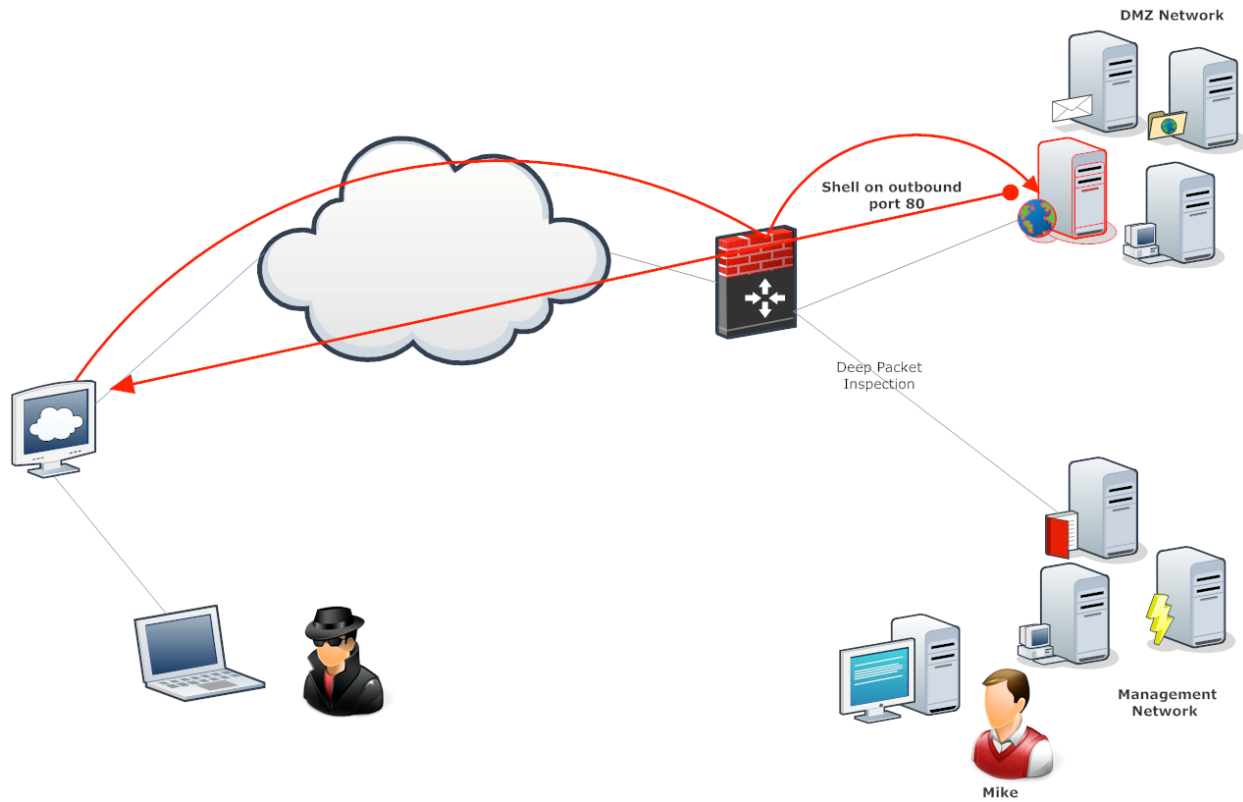 DMZ Network
Shell on outbound
port 80
Deep Packet
Inspection
Management
Network
Mike